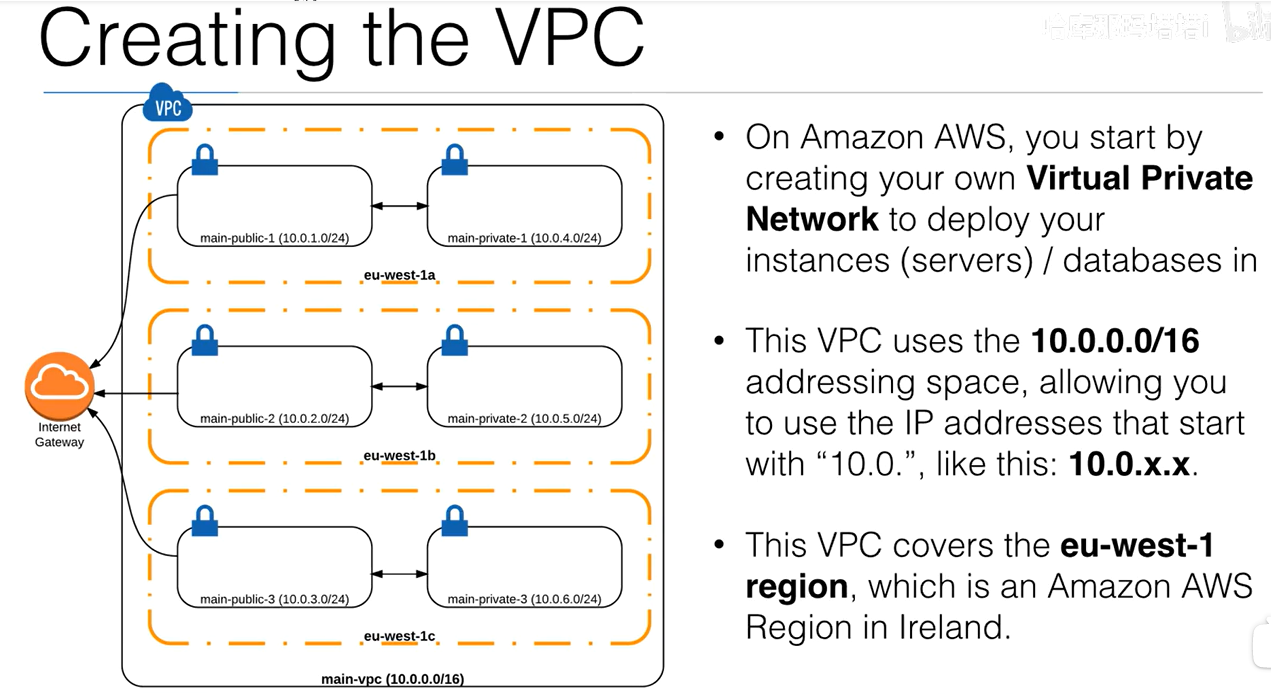 Creating the VPC
VPC
main-public-1 (10.0.1.0/24)
main-private-1 (10.0.4.0/24)
eu-west-1a
main-public-2 (10.0.2.0/24)
main-private-2 (10.0.5.0/24)
eu-west-1b
main-public-3 (10.0.3.0/24)
main-private-3 (10.0.6.0/24)
eu-west-1c
main-vpc (10.0.0.0/16)
Internet
Gateway
• On Amazon AWS, you start by
creating your own Virtual Private
Network to deploy your
instances (servers) / databases in
• This VPC uses the 10.0.0.0/16
addressing space, allowing you
to use the IP addresses that start
with “10.0.”, like this: 10.0.x.x.
• This VPC covers the eu-west-1
region, which is an Amazon AWS
Region in Ireland.